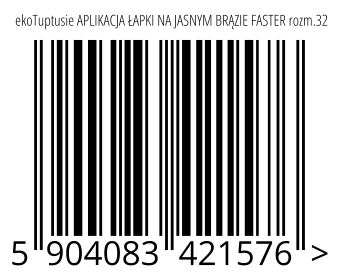 ekoTuptusie APLIKACJA ŁAPKI NA JASNYM BRĄZIE FASTER rozm.32
5 904083 421576 >